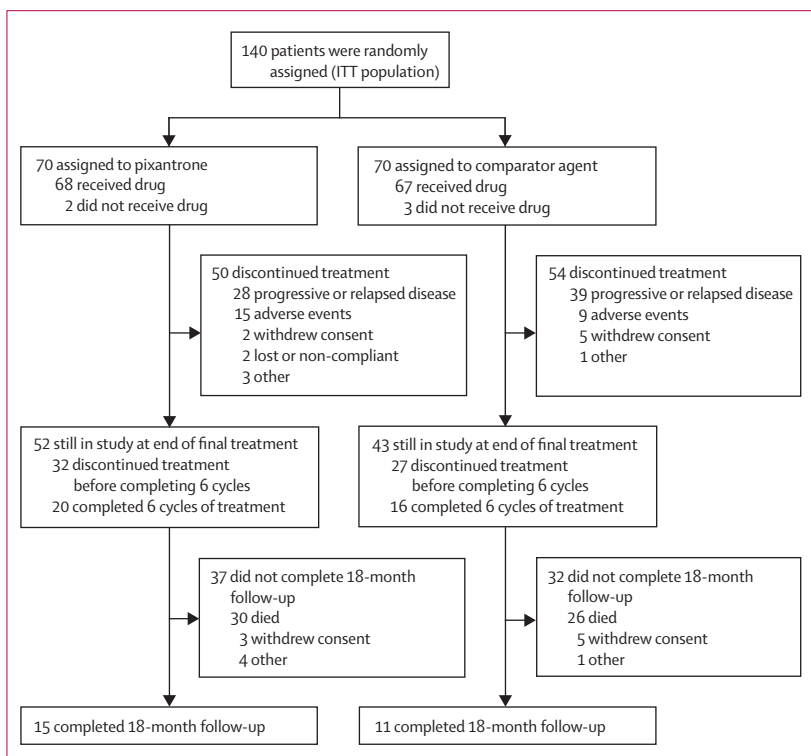 140 patients were randomly
assigned (ITT population)
70 assigned to pixantrone
68 received drug
2 did not receive drug
70 assigned to comparator agent
67 received drug
3 did not receive drug
50 discontinued treatment
28 progressive or relapsed disease
15 adverse events
2 withdrew consent
2 lost or non-compliant
3 other
54 discontinued treatment
39 progressive or relapsed disease
9 adverse events
5 withdrew consent
1 other
52 still in study at end of final treatment
32 discontinued treatment
before completing 6 cycles
20 completed 6 cycles of treatment
43 still in study at end of final treatment
27 discontinued treatment
before completing 6 cycles
16 completed 6 cycles of treatment
37 did not complete 18-month
follow-up
30 died
3 withdrew consent
4 other
32 did not complete 18-month
follow-up
26 died
5 withdrew consent
1 other
15 completed 18-month follow-up
11 completed 18-month follow-up